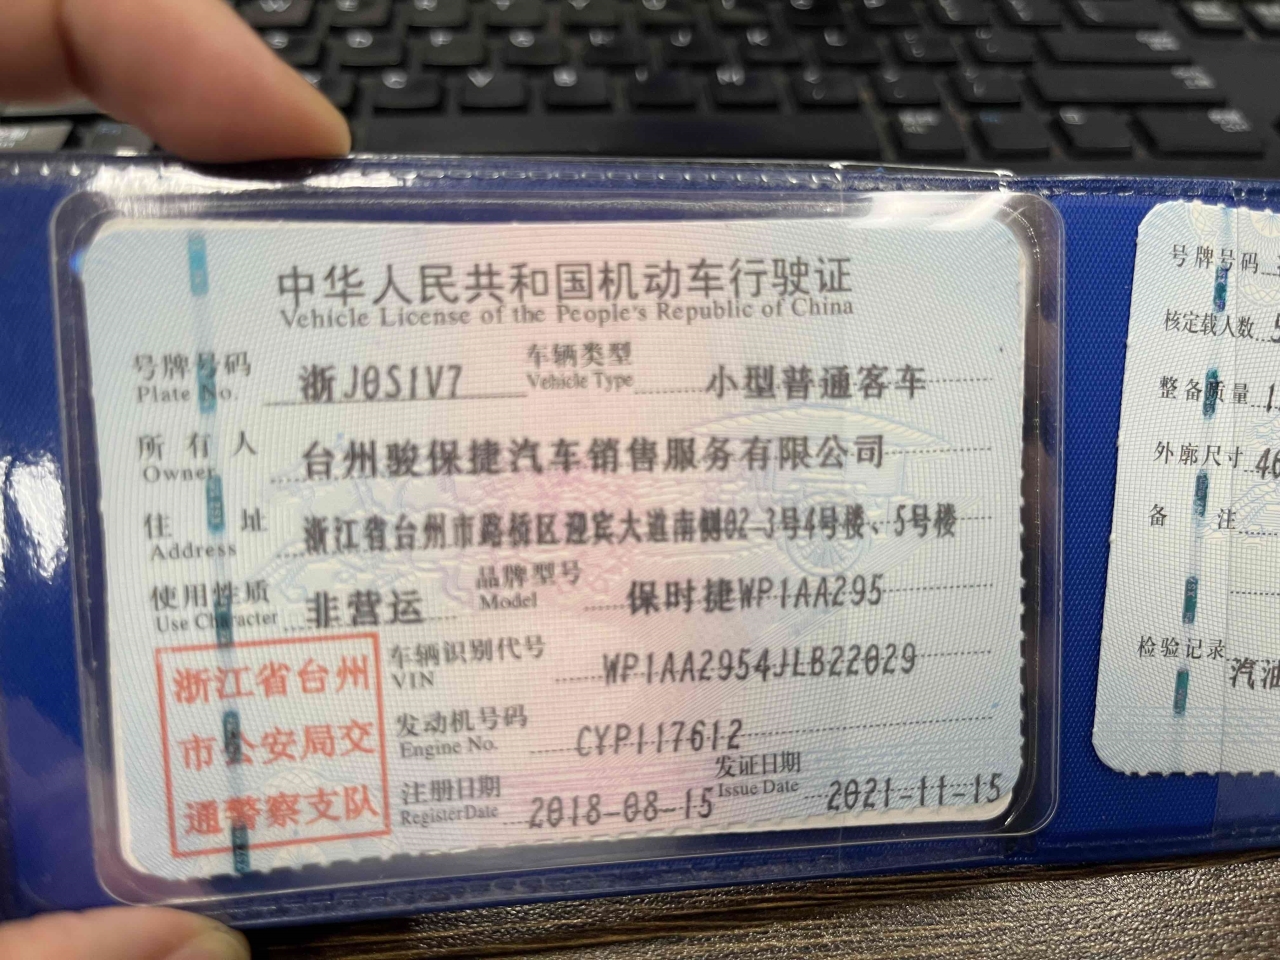 中华人民共和国机动车行驶证
Vehicle License of the People's Republic of China
号牌号码 浙J0S1V7 车辆类型 小型普通客车
Plate No. Vehicle Type
所有人 台州骏保捷汽车销售服务有限公司
Owner
住址 浙江省台州市路桥区迎宾大道南侧02-3号4号楼、5号楼
Address
使用性质 非营运 品牌型号 保时捷WP1AA295
Use Character Model
浙江省台州
市公安局交
通警察支队
车辆识别代号 WP1AA2954JLB22029
VIN
发动机号码 CYP117612
Engine No.
注册日期 2018-08-15 发证日期 2021-11-15
RegisterDate Issue Date
号牌号码
核定载人数 5
整备质量
外廓尺寸 46
备注
检验记录
汽油